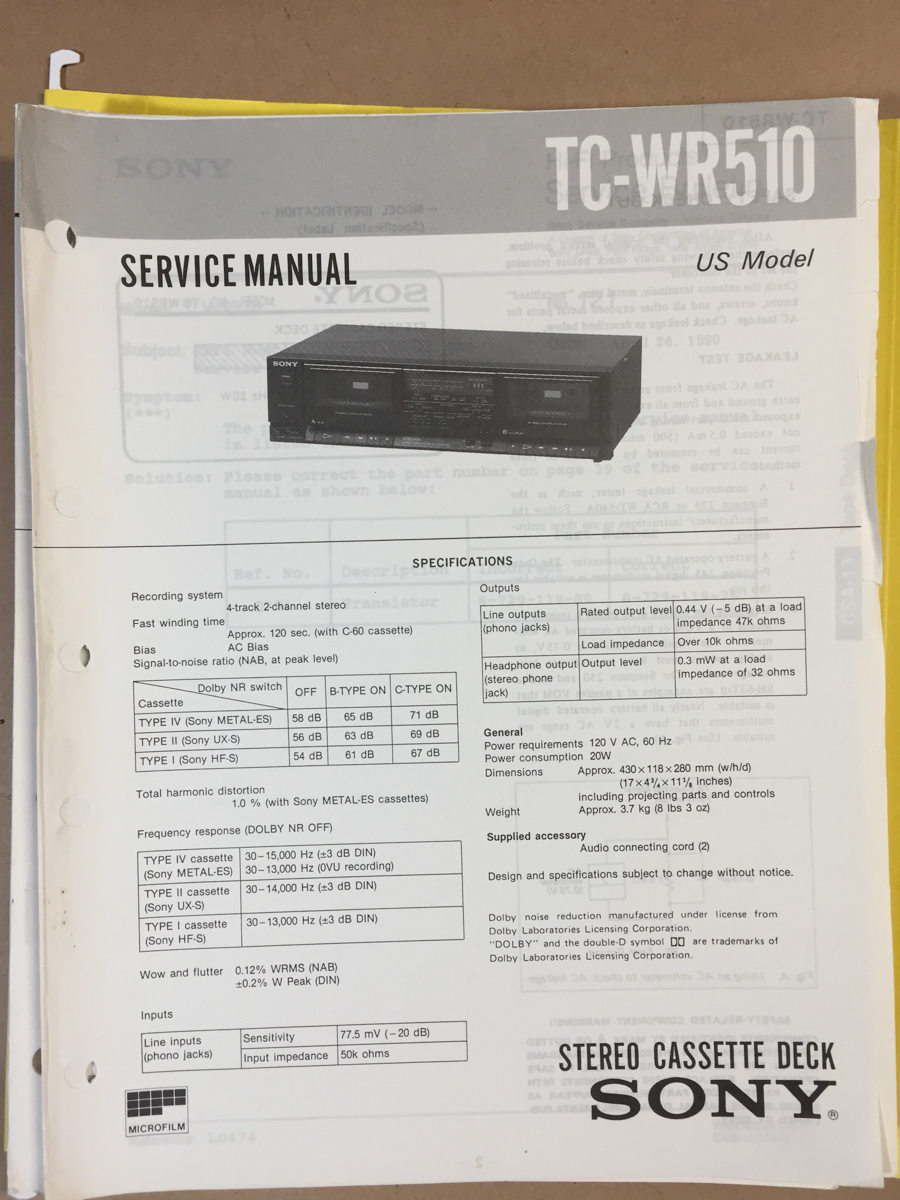 TC-WR510
SERVICE MANUAL
US Model
SONY
SPECIFICATIONS
Recording system
4-track 2-channel stereo
Fast winding time
Approx. 120 sec. (with C-60 cassette)
Bias AC Bias
Signal-to-noise ratio (NAB, at peak level)
Dolby NR switch
Cassette
OFF B-TYPE ON C-TYPE ON
TYPE IV (Sony METAL-ES) 58 dB 65 dB 71 dB
TYPE II (Sony UX-S) 56 dB 63 dB 69 dB
TYPE I (Sony HF-S) 54 dB 61 dB 67 dB
Total harmonic distortion
1.0 % (with Sony METAL-ES cassettes)
Frequency response (DOLBY NR OFF)
TYPE IV cassette 30–15,000 Hz (±3 dB DIN)
(Sony METAL-ES) 30–13,000 Hz (0VU recording)
TYPE II cassette 30–14,000 Hz (±3 dB DIN)
(Sony UX-S)
TYPE I cassette 30–13,000 Hz (±3 dB DIN)
(Sony HF-S)
Wow and flutter 0.12% WRMS (NAB)
±0.2% W Peak (DIN)
Inputs
Line inputs Sensitivity 77.5 mV (−20 dB)
(phono jacks) Input impedance 50k ohms
MICROFILM
Outputs
Line outputs Rated output level 0.44 V (−5 dB) at a load
(phono jacks) impedance 47k ohms
Load impedance Over 10k ohms
Headphone output Output level 0.3 mW at a load
(stereo phone impedance of 32 ohms
jack)
General
Power requirements 120 V AC, 60 Hz
Power consumption 20W
Dimensions Approx. 430×118×280 mm (w/h/d)
(17×4 3/4×11 1/8 inches)
including projecting parts and controls
Weight Approx. 3.7 kg (8 lbs 3 oz)
Supplied accessory
Audio connecting cord (2)
Design and specifications subject to change without notice.
Dolby noise reduction manufactured under license from
Dolby Laboratories Licensing Corporation.
"DOLBY" and the double-D symbol are trademarks of
Dolby Laboratories Licensing Corporation.
STEREO CASSETTE DECK
SONY®